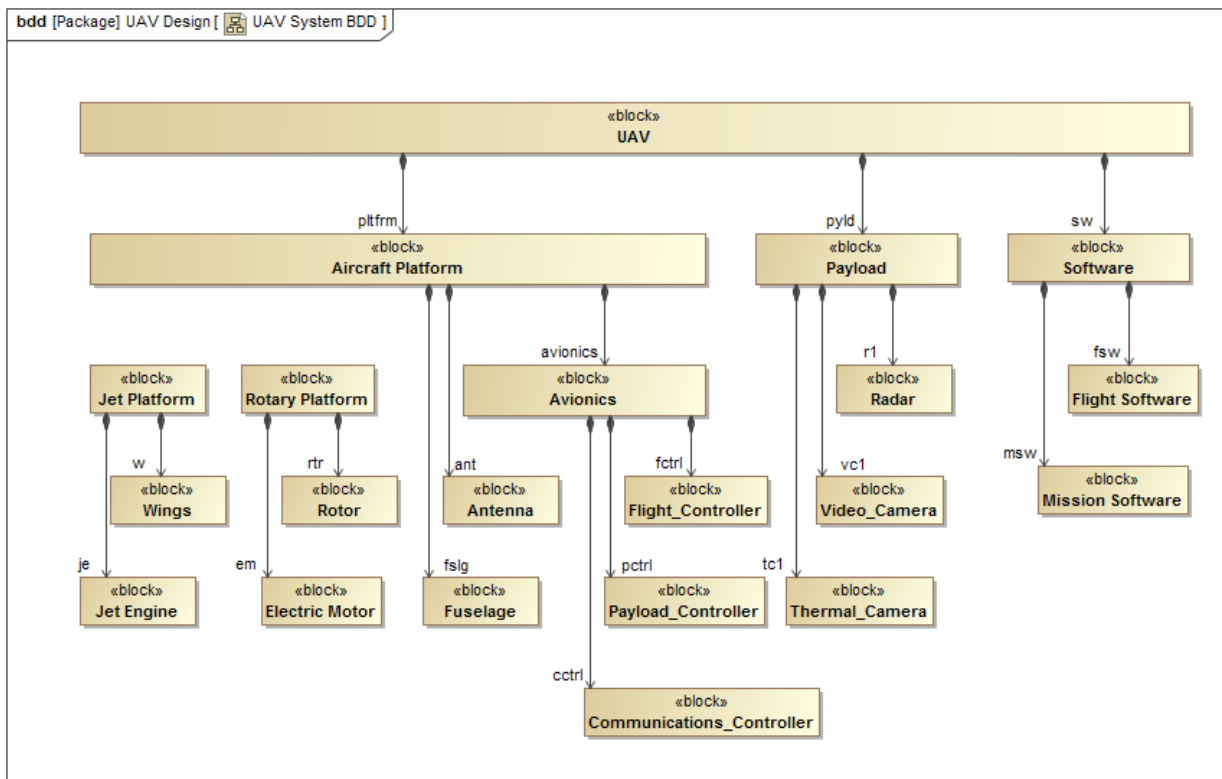 bdd [Package] UAV Design [ UAV System BDD ]
«block»
UAV
pltfrm
pyld
sw
«block»
Aircraft Platform
«block»
Payload
«block»
Software
avionics
r1
fsw
«block»
Jet Platform
«block»
Rotary Platform
«block»
Avionics
«block»
Radar
«block»
Flight Software
w
rtr
ant
fctrl
vc1
msw
«block»
Wings
«block»
Rotor
«block»
Antenna
«block»
Flight_Controller
«block»
Video_Camera
«block»
Mission Software
je
em
fslg
pctrl
tc1
«block»
Jet Engine
«block»
Electric Motor
«block»
Fuselage
«block»
Payload_Controller
«block»
Thermal_Camera
cctrl
«block»
Communications_Controller